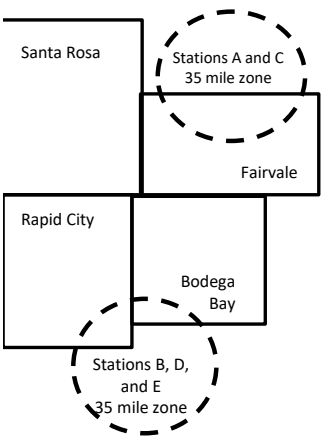 Santa Rosa
Stations A and C
35 mile zone
Fairvale
Rapid City
Bodega
Bay
Stations B, D,
and E
35 mile zone